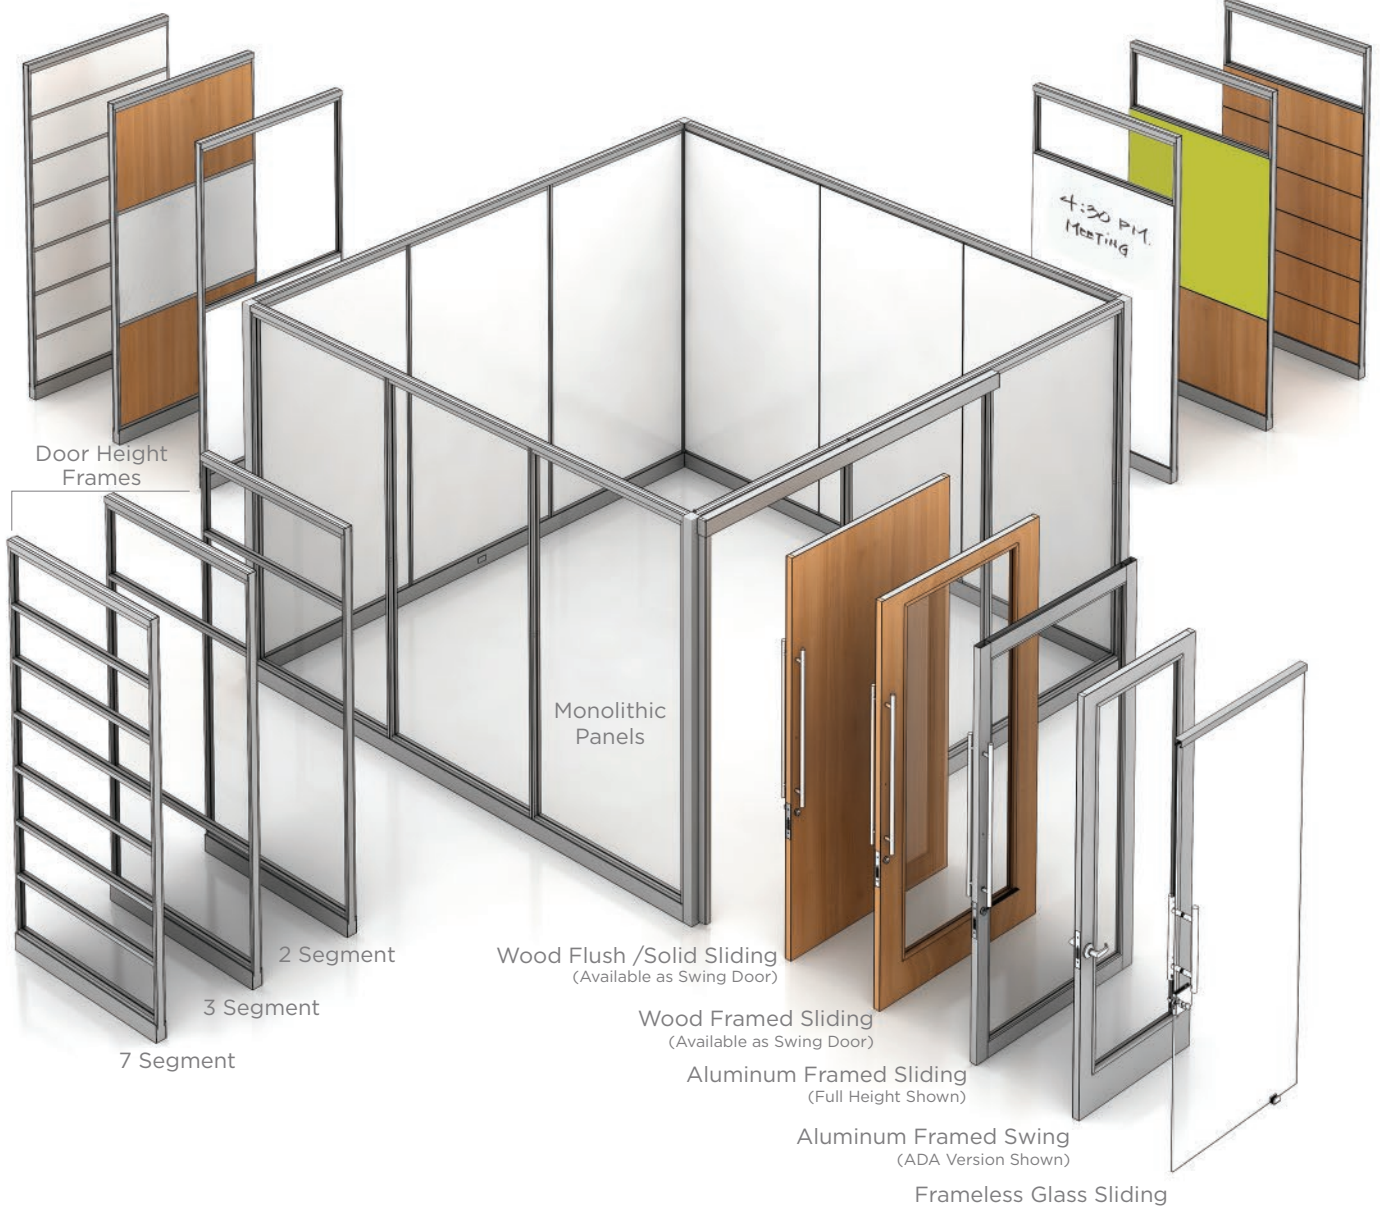 4:30 PM.
MEETING
Door Height
Frames
Monolithic
Panels
2 Segment
3 Segment
7 Segment
Wood Flush /Solid Sliding
(Available as Swing Door)
Wood Framed Sliding
(Available as Swing Door)
Aluminum Framed Sliding
(Full Height Shown)
Aluminum Framed Swing
(ADA Version Shown)
Frameless Glass Sliding